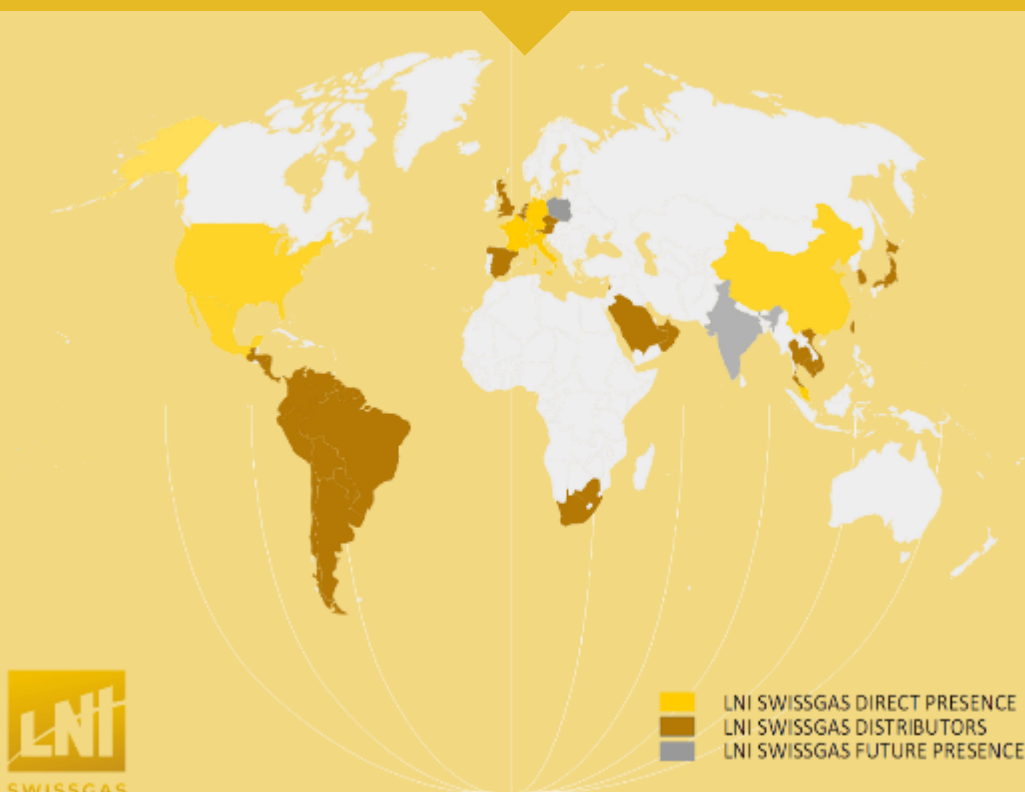 LNI SWISSGAS DIRECT PRESENCE
LNI SWISSGAS DISTRIBUTORS
LNI SWISSGAS FUTURE PRESENCE
LNI
SWISSGAS